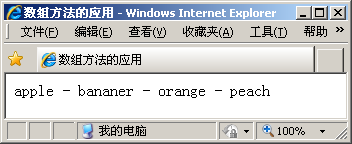 数组方法的应用 - Windows Internet Explorer
文件(F) 编辑(E) 查看(V) 收藏夹(A) 工具(T) 帮助 »
数组方法的应用
apple - bananer - orange - peach
我的电脑 100%